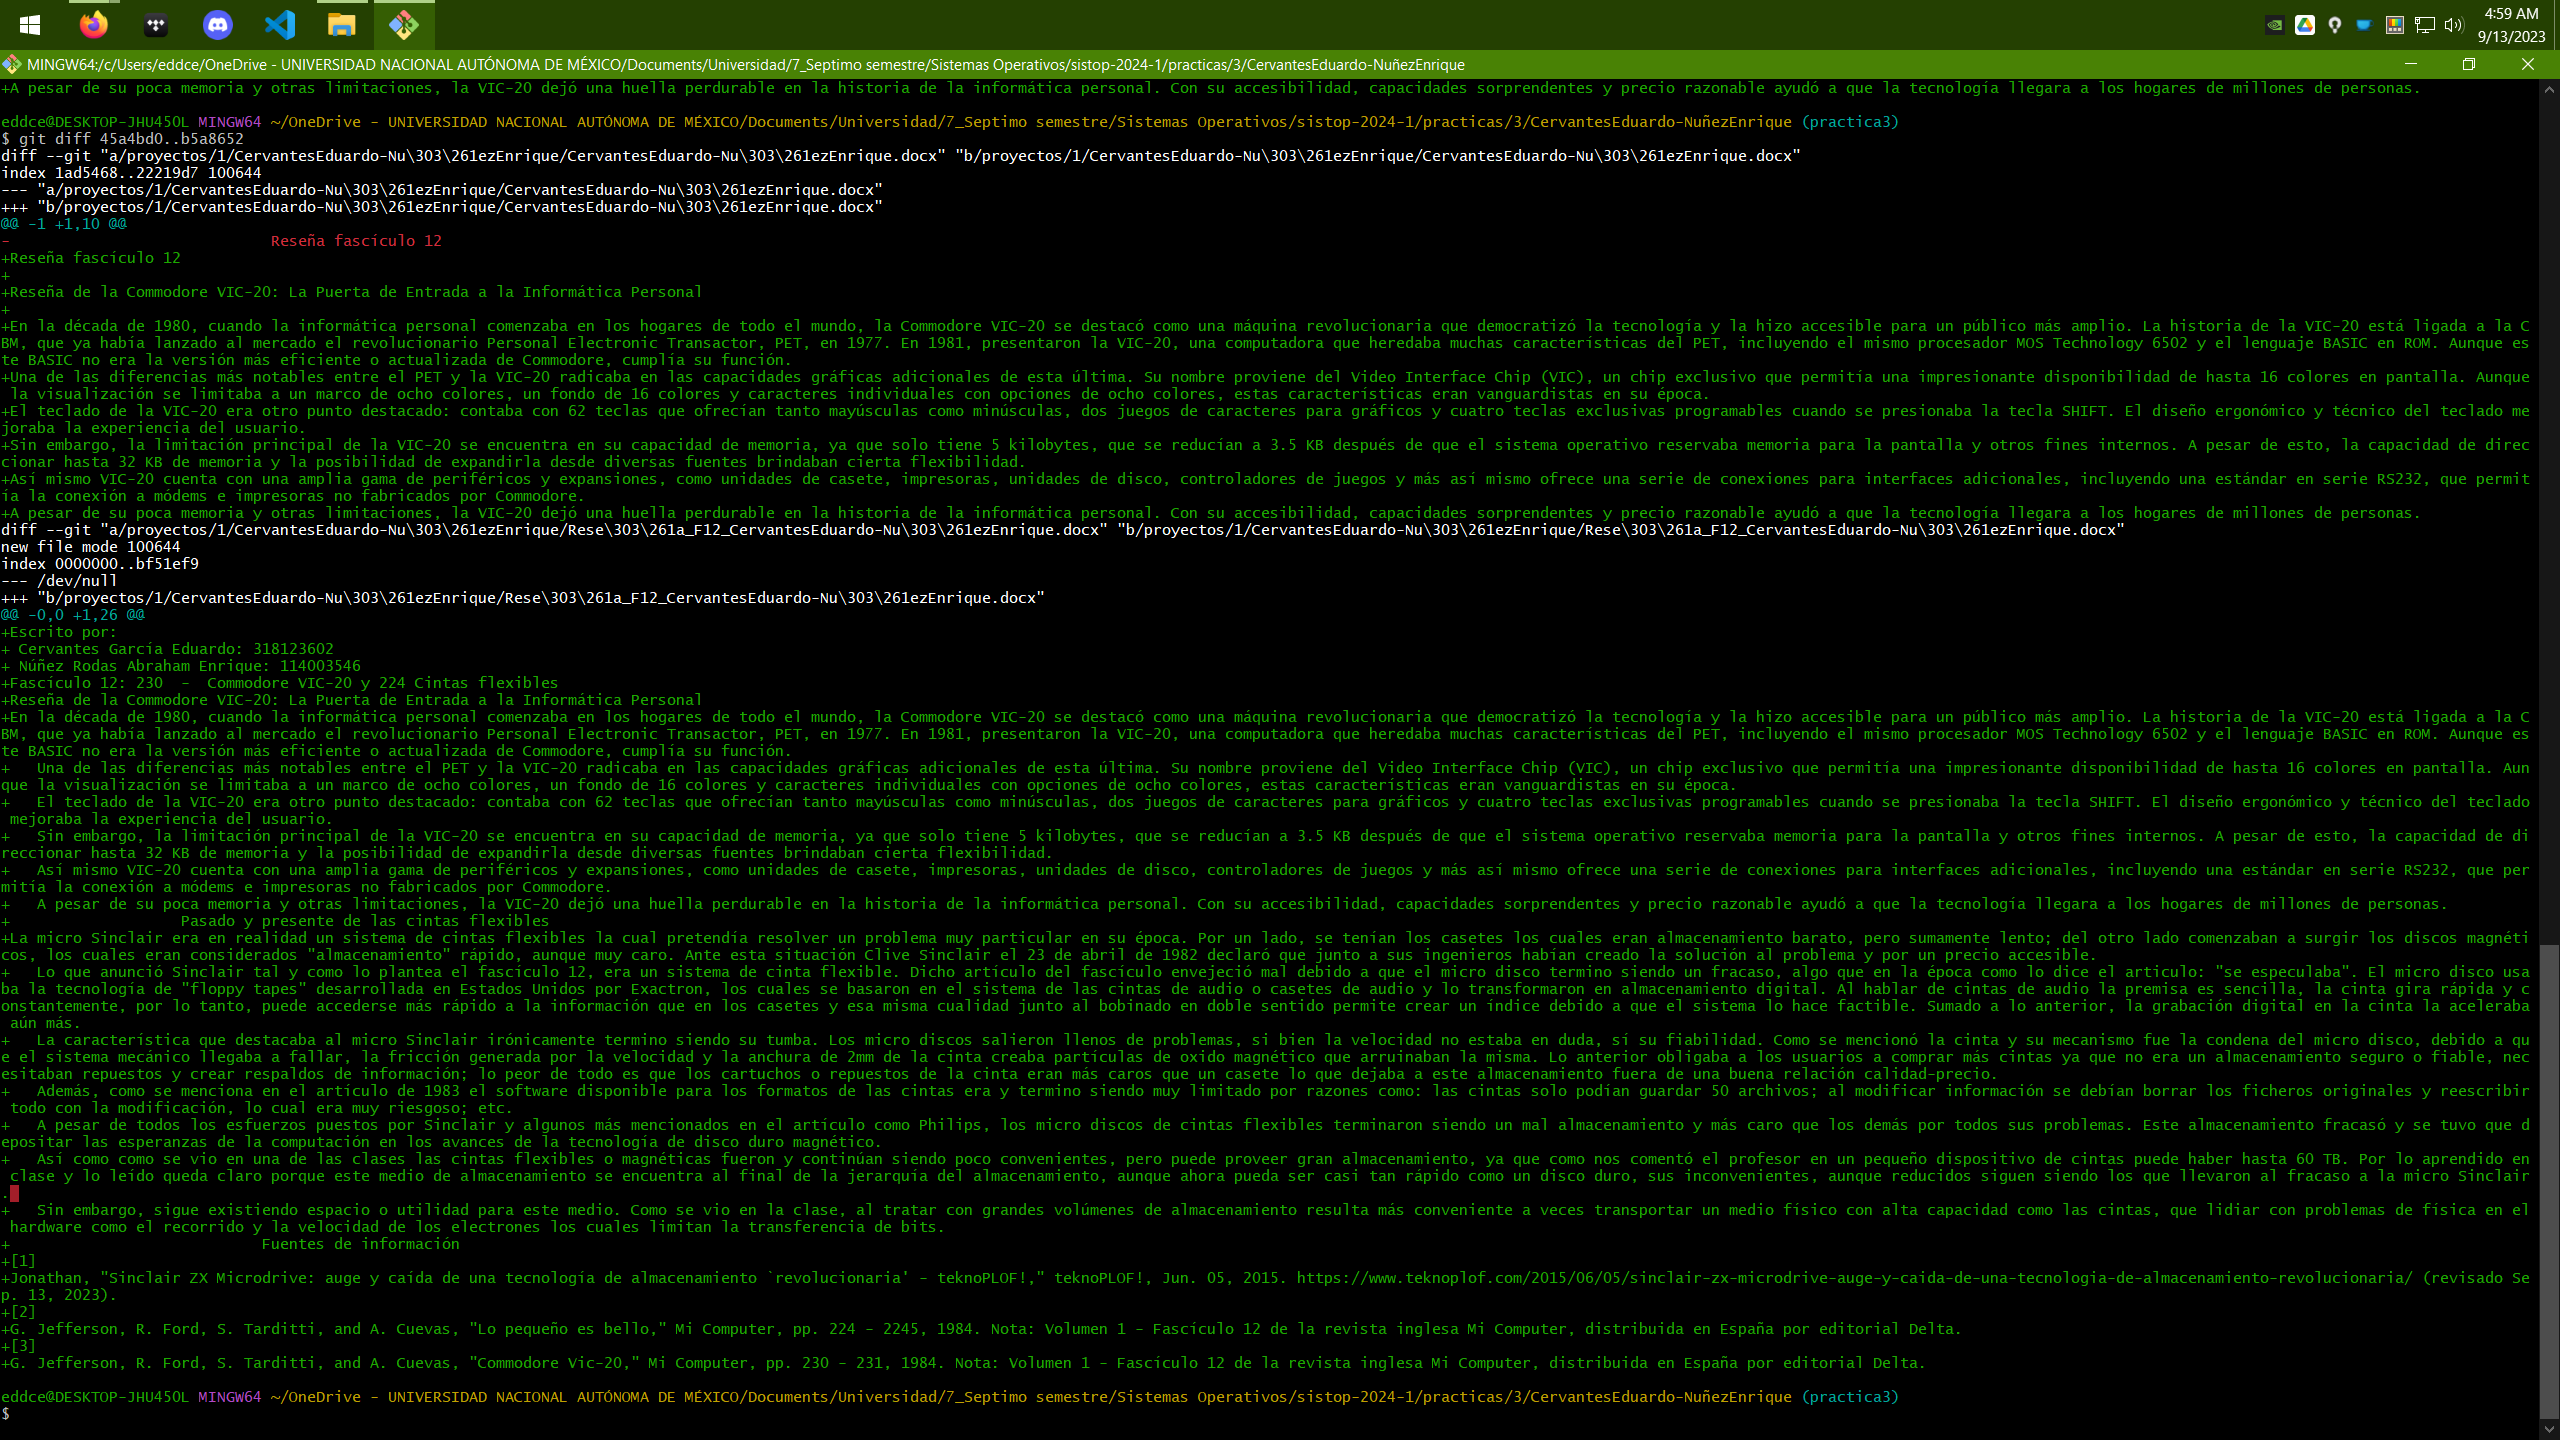 4:59 AM
9/13/2023
MINGW64:/c/Users/eddce/OneDrive - UNIVERSIDAD NACIONAL AUTÓNOMA DE MÉXICO/Documents/Universidad/7_Septimo semestre/Sistemas Operativos/sistop-2024-1/practicas/3/CervantesEduardo-NuñezEnrique
+A pesar de su poca memoria y otras limitaciones, la VIC-20 dejó una huella perdurable en la historia de la informática personal. Con su accesibilidad, capacidades sorprendentes y precio razonable ayudó a que la tecnología llegara a los hogares de millones de personas.
eddce@DESKTOP-JHU450L MINGW64 ~/OneDrive - UNIVERSIDAD NACIONAL AUTÓNOMA DE MÉXICO/Documents/Universidad/7_Septimo semestre/Sistemas Operativos/sistop-2024-1/practicas/3/CervantesEduardo-NuñezEnrique (practica3)
$ git diff 45a4bd0..b5a8652
diff --git "a/proyectos/1/CervantesEduardo-Nu\303\261ezEnrique/CervantesEduardo-Nu\303\261ezEnrique.docx" "b/proyectos/1/CervantesEduardo-Nu\303\261ezEnrique/CervantesEduardo-Nu\303\261ezEnrique.docx"
index 1ad5468..22219d7 100644
--- "a/proyectos/1/CervantesEduardo-Nu\303\261ezEnrique/CervantesEduardo-Nu\303\261ezEnrique.docx"
+++ "b/proyectos/1/CervantesEduardo-Nu\303\261ezEnrique/CervantesEduardo-Nu\303\261ezEnrique.docx"
@@ -1 +1,10 @@
-                             Reseña fascículo 12
+Reseña fascículo 12
+
+Reseña de la Commodore VIC-20: La Puerta de Entrada a la Informática Personal
+
+En la década de 1980, cuando la informática personal comenzaba en los hogares de todo el mundo, la Commodore VIC-20 se destacó como una máquina revolucionaria que democratizó la tecnología y la hizo accesible para un público más amplio. La historia de la VIC-20 está ligada a la C
BM, que ya había lanzado al mercado el revolucionario Personal Electronic Transactor, PET, en 1977. En 1981, presentaron la VIC-20, una computadora que heredaba muchas características del PET, incluyendo el mismo procesador MOS Technology 6502 y el lenguaje BASIC en ROM. Aunque es
te BASIC no era la versión más eficiente o actualizada de Commodore, cumplía su función.
+Una de las diferencias más notables entre el PET y la VIC-20 radicaba en las capacidades gráficas adicionales de esta última. Su nombre proviene del Video Interface Chip (VIC), un chip exclusivo que permitía una impresionante disponibilidad de hasta 16 colores en pantalla. Aunque
 la visualización se limitaba a un marco de ocho colores, un fondo de 16 colores y caracteres individuales con opciones de ocho colores, estas características eran vanguardistas en su época.
+El teclado de la VIC-20 era otro punto destacado: contaba con 62 teclas que ofrecían tanto mayúsculas como minúsculas, dos juegos de caracteres para gráficos y cuatro teclas exclusivas programables cuando se presionaba la tecla SHIFT. El diseño ergonómico y técnico del teclado me
joraba la experiencia del usuario.
+Sin embargo, la limitación principal de la VIC-20 se encuentra en su capacidad de memoria, ya que solo tiene 5 kilobytes, que se reducían a 3.5 KB después de que el sistema operativo reservaba memoria para la pantalla y otros fines internos. A pesar de esto, la capacidad de direc
cionar hasta 32 KB de memoria y la posibilidad de expandirla desde diversas fuentes brindaban cierta flexibilidad.
+Así mismo VIC-20 cuenta con una amplia gama de periféricos y expansiones, como unidades de casete, impresoras, unidades de disco, controladores de juegos y más así mismo ofrece una serie de conexiones para interfaces adicionales, incluyendo una estándar en serie RS232, que permit
ía la conexión a módems e impresoras no fabricados por Commodore.
+A pesar de su poca memoria y otras limitaciones, la VIC-20 dejó una huella perdurable en la historia de la informática personal. Con su accesibilidad, capacidades sorprendentes y precio razonable ayudó a que la tecnología llegara a los hogares de millones de personas.
diff --git "a/proyectos/1/CervantesEduardo-Nu\303\261ezEnrique/Rese\303\261a_F12_CervantesEduardo-Nu\303\261ezEnrique.docx" "b/proyectos/1/CervantesEduardo-Nu\303\261ezEnrique/Rese\303\261a_F12_CervantesEduardo-Nu\303\261ezEnrique.docx"
new file mode 100644
index 0000000..bf51ef9
--- /dev/null
+++ "b/proyectos/1/CervantesEduardo-Nu\303\261ezEnrique/Rese\303\261a_F12_CervantesEduardo-Nu\303\261ezEnrique.docx"
@@ -0,0 +1,26 @@
+Escrito por:
+ Cervantes García Eduardo: 318123602
+ Núñez Rodas Abraham Enrique: 114003546
+Fascículo 12: 230  -  Commodore VIC-20 y 224 Cintas flexibles
+Reseña de la Commodore VIC-20: La Puerta de Entrada a la Informática Personal
+En la década de 1980, cuando la informática personal comenzaba en los hogares de todo el mundo, la Commodore VIC-20 se destacó como una máquina revolucionaria que democratizó la tecnología y la hizo accesible para un público más amplio. La historia de la VIC-20 está ligada a la C
BM, que ya había lanzado al mercado el revolucionario Personal Electronic Transactor, PET, en 1977. En 1981, presentaron la VIC-20, una computadora que heredaba muchas características del PET, incluyendo el mismo procesador MOS Technology 6502 y el lenguaje BASIC en ROM. Aunque es
te BASIC no era la versión más eficiente o actualizada de Commodore, cumplía su función.
+   Una de las diferencias más notables entre el PET y la VIC-20 radicaba en las capacidades gráficas adicionales de esta última. Su nombre proviene del Video Interface Chip (VIC), un chip exclusivo que permitía una impresionante disponibilidad de hasta 16 colores en pantalla. Aun
que la visualización se limitaba a un marco de ocho colores, un fondo de 16 colores y caracteres individuales con opciones de ocho colores, estas características eran vanguardistas en su época.
+   El teclado de la VIC-20 era otro punto destacado: contaba con 62 teclas que ofrecían tanto mayúsculas como minúsculas, dos juegos de caracteres para gráficos y cuatro teclas exclusivas programables cuando se presionaba la tecla SHIFT. El diseño ergonómico y técnico del teclado
 mejoraba la experiencia del usuario.
+   Sin embargo, la limitación principal de la VIC-20 se encuentra en su capacidad de memoria, ya que solo tiene 5 kilobytes, que se reducían a 3.5 KB después de que el sistema operativo reservaba memoria para la pantalla y otros fines internos. A pesar de esto, la capacidad de di
reccionar hasta 32 KB de memoria y la posibilidad de expandirla desde diversas fuentes brindaban cierta flexibilidad.
+   Así mismo VIC-20 cuenta con una amplia gama de periféricos y expansiones, como unidades de casete, impresoras, unidades de disco, controladores de juegos y más así mismo ofrece una serie de conexiones para interfaces adicionales, incluyendo una estándar en serie RS232, que per
mitía la conexión a módems e impresoras no fabricados por Commodore.
+   A pesar de su poca memoria y otras limitaciones, la VIC-20 dejó una huella perdurable en la historia de la informática personal. Con su accesibilidad, capacidades sorprendentes y precio razonable ayudó a que la tecnología llegara a los hogares de millones de personas.
+                   Pasado y presente de las cintas flexibles
+La micro Sinclair era en realidad un sistema de cintas flexibles la cual pretendía resolver un problema muy particular en su época. Por un lado, se tenían los casetes los cuales eran almacenamiento barato, pero sumamente lento; del otro lado comenzaban a surgir los discos magnéti
cos, los cuales eran considerados "almacenamiento" rápido, aunque muy caro. Ante esta situación Clive Sinclair el 23 de abril de 1982 declaró que junto a sus ingenieros habían creado la solución al problema y por un precio accesible.
+   Lo que anunció Sinclair tal y como lo plantea el fascículo 12, era un sistema de cinta flexible. Dicho artículo del fascículo envejeció mal debido a que el micro disco termino siendo un fracaso, algo que en la época como lo dice el articulo: "se especulaba". El micro disco usa
ba la tecnología de "floppy tapes" desarrollada en Estados Unidos por Exactron, los cuales se basaron en el sistema de las cintas de audio o casetes de audio y lo transformaron en almacenamiento digital. Al hablar de cintas de audio la premisa es sencilla, la cinta gira rápida y c
onstantemente, por lo tanto, puede accederse más rápido a la información que en los casetes y esa misma cualidad junto al bobinado en doble sentido permite crear un índice debido a que el sistema lo hace factible. Sumado a lo anterior, la grabación digital en la cinta la aceleraba
 aún más.
+   La característica que destacaba al micro Sinclair irónicamente termino siendo su tumba. Los micro discos salieron llenos de problemas, si bien la velocidad no estaba en duda, sí su fiabilidad. Como se mencionó la cinta y su mecanismo fue la condena del micro disco, debido a qu
e el sistema mecánico llegaba a fallar, la fricción generada por la velocidad y la anchura de 2mm de la cinta creaba partículas de oxido magnético que arruinaban la misma. Lo anterior obligaba a los usuarios a comprar más cintas ya que no era un almacenamiento seguro o fiable, nec
esitaban repuestos y crear respaldos de información; lo peor de todo es que los cartuchos o repuestos de la cinta eran más caros que un casete lo que dejaba a este almacenamiento fuera de una buena relación calidad-precio.
+   Además, como se menciona en el artículo de 1983 el software disponible para los formatos de las cintas era y termino siendo muy limitado por razones como: las cintas solo podían guardar 50 archivos; al modificar información se debían borrar los ficheros originales y reescribir
 todo con la modificación, lo cual era muy riesgoso; etc.
+   A pesar de todos los esfuerzos puestos por Sinclair y algunos más mencionados en el artículo como Philips, los micro discos de cintas flexibles terminaron siendo un mal almacenamiento y más caro que los demás por todos sus problemas. Este almacenamiento fracasó y se tuvo que d
epositar las esperanzas de la computación en los avances de la tecnología de disco duro magnético.
+   Así como como se vio en una de las clases las cintas flexibles o magnéticas fueron y continúan siendo poco convenientes, pero puede proveer gran almacenamiento, ya que como nos comentó el profesor en un pequeño dispositivo de cintas puede haber hasta 60 TB. Por lo aprendido en
 clase y lo leído queda claro porque este medio de almacenamiento se encuentra al final de la jerarquía del almacenamiento, aunque ahora pueda ser casi tan rápido como un disco duro, sus inconvenientes, aunque reducidos siguen siendo los que llevaron al fracaso a la micro Sinclair
.
+   Sin embargo, sigue existiendo espacio o utilidad para este medio. Como se vio en la clase, al tratar con grandes volúmenes de almacenamiento resulta más conveniente a veces transportar un medio físico con alta capacidad como las cintas, que lidiar con problemas de física en el
 hardware como el recorrido y la velocidad de los electrones los cuales limitan la transferencia de bits.
+                            Fuentes de información
+[1]
+Jonathan, "Sinclair ZX Microdrive: auge y caída de una tecnología de almacenamiento `revolucionaria' - teknoPLOF!," teknoPLOF!, Jun. 05, 2015. https://www.teknoplof.com/2015/06/05/sinclair-zx-microdrive-auge-y-caida-de-una-tecnologia-de-almacenamiento-revolucionaria/ (revisado Se
p. 13, 2023).
+[2]
+G. Jefferson, R. Ford, S. Tarditti, and A. Cuevas, "Lo pequeño es bello," Mi Computer, pp. 224 - 2245, 1984. Nota: Volumen 1 - Fascículo 12 de la revista inglesa Mi Computer, distribuida en España por editorial Delta.
+[3]
+G. Jefferson, R. Ford, S. Tarditti, and A. Cuevas, "Commodore Vic-20," Mi Computer, pp. 230 - 231, 1984. Nota: Volumen 1 - Fascículo 12 de la revista inglesa Mi Computer, distribuida en España por editorial Delta.
eddce@DESKTOP-JHU450L MINGW64 ~/OneDrive - UNIVERSIDAD NACIONAL AUTÓNOMA DE MÉXICO/Documents/Universidad/7_Septimo semestre/Sistemas Operativos/sistop-2024-1/practicas/3/CervantesEduardo-NuñezEnrique (practica3)
$